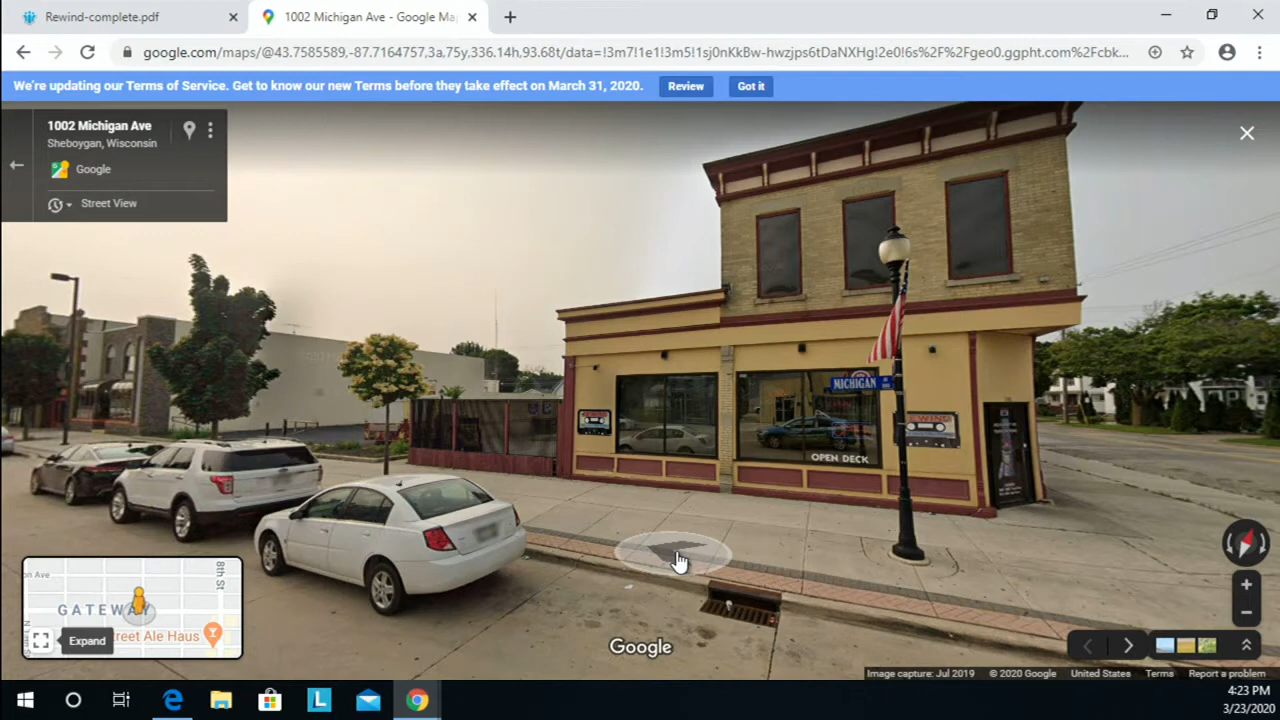 Rewind-complete.pdf
1002 Michigan Ave - Google Ma
google.com/maps/@43.7585589,-87.7164757,3a,75y,336.14h,93.68t/data=!3m7!1e1!3m5!1sj0nKkBw-hwzjps6tDaNXHg!2e0!6s%2F%2Fgeo0.ggpht.com%2Fcbk...
We're updating our Terms of Service. Get to know our new Terms before they take effect on March 31, 2020.
Review
Got it
1002 Michigan Ave
Sheboygan, Wisconsin
Google
Street View
MICHIGAN
REWIND
OPEN DECK
8th St
GATEWAY
treet Ale Haus
Expand
Google
Image capture: Jul 2019
© 2020 Google
United States
Terms
Report a problem
4:23 PM
3/23/2020